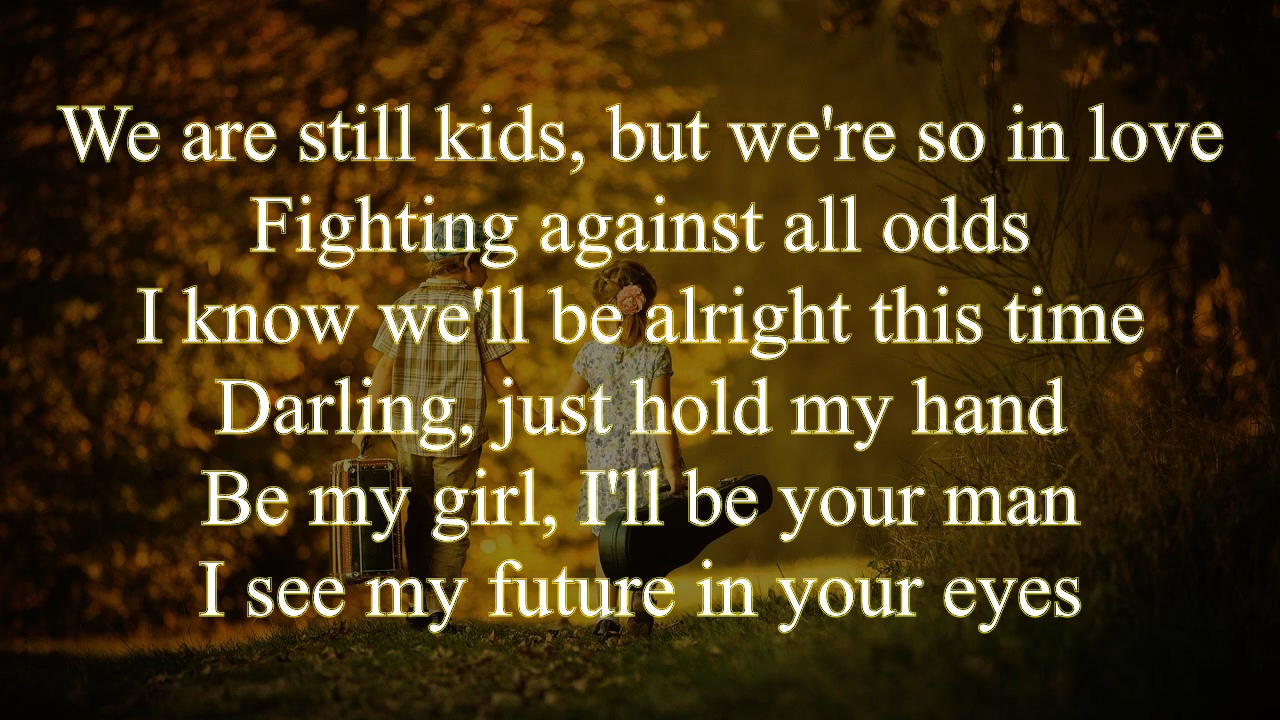 We are still kids, but we're so in love
Fighting against all odds
I know we'll be alright this time
Darling, just hold my hand
Be my girl, I'll be your man
I see my future in your eyes